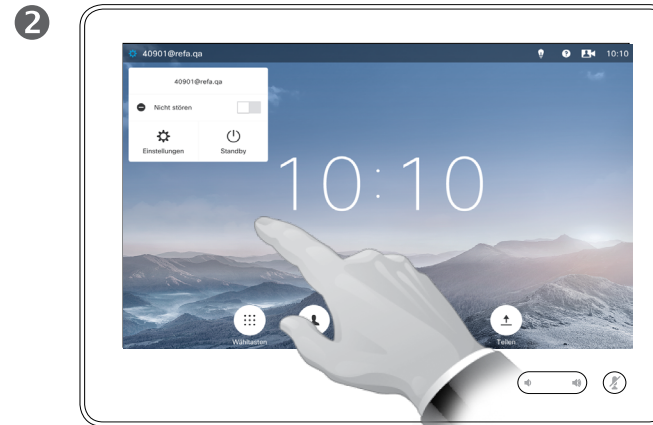 2
40901@refa.qa
? 10:10
40901@refa.qa
Nicht stören
Einstellungen Standby
10:10
Wähltasten Teilen